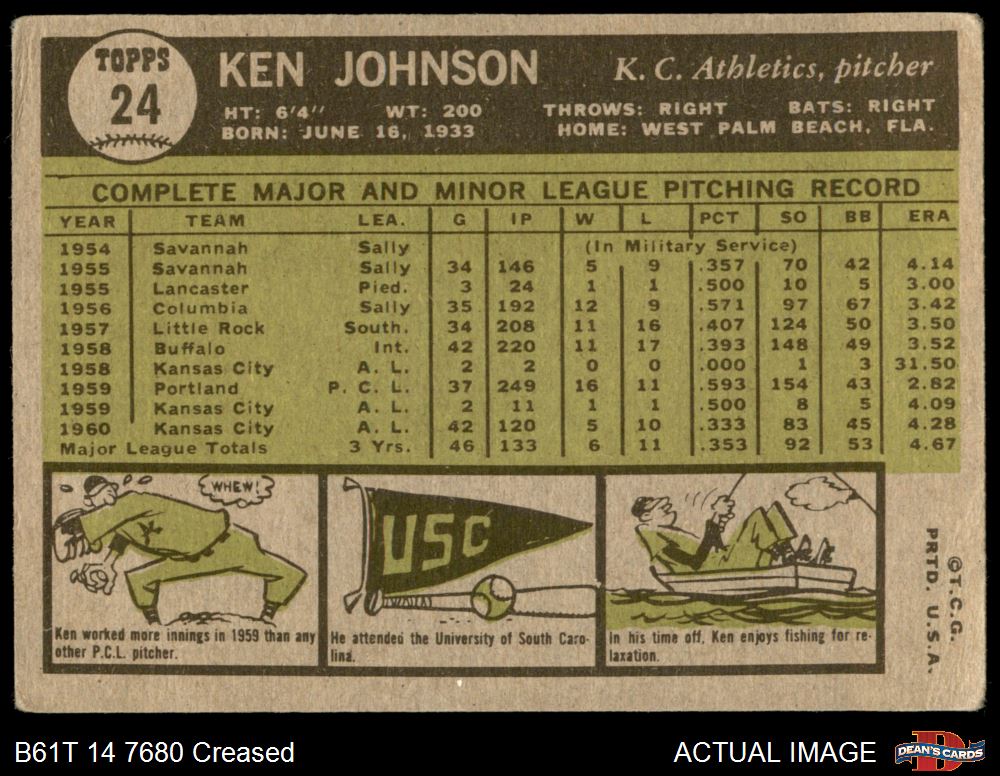 TOPPS
24
KEN JOHNSON K. C. Athletics, pitcher
HT: 6'4" WT: 200 THROWS: RIGHT BATS: RIGHT
BORN: JUNE 16, 1933 HOME: WEST PALM BEACH, FLA.
COMPLETE MAJOR AND MINOR LEAGUE PITCHING RECORD
YEAR TEAM LEA. G IP W L PCT SO BB ERA
1954 Savannah Sally (In Military Service)
1955 Savannah Sally 34 146 5 9 .357 70 42 4.14
1955 Lancaster Pied. 3 24 1 1 .500 10 5 3.00
1956 Columbia Sally 35 192 12 9 .571 97 67 3.42
1957 Little Rock South. 34 208 11 16 .407 124 50 3.50
1958 Buffalo Int. 42 220 11 17 .393 148 49 3.52
1958 Kansas City A. L. 2 2 0 0 .000 1 3 31.50
1959 Portland P. C. L. 37 249 16 11 .593 154 43 2.82
1959 Kansas City A. L. 2 11 1 1 .500 8 5 4.09
1960 Kansas City A. L. 42 120 5 10 .333 83 45 4.28
Major League Totals 3 Yrs. 46 133 6 11 .353 92 53 4.67
WHEW!
K
Ken worked more innings in 1959 than any
other P.C.L. pitcher.
USC
He attended the University of South Caro-
lina.
In his time off, Ken enjoys fishing for re-
laxation.
©T.C.G.
PRTD. U.S.A.
B61T 14 7680 Creased ACTUAL IMAGE
D
DEAN'S CARDS